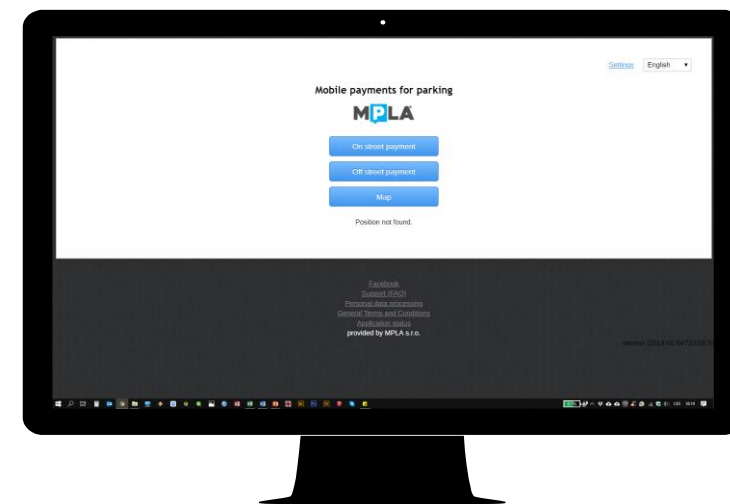 Settings English
Mobile payments for parking
MPLA
On street payment
Off street payment
Map
Position not found.
Facebook
Support (FAQ)
Personal data processing
General Terms and Conditions
Application status
provided by MPLA s.r.o.